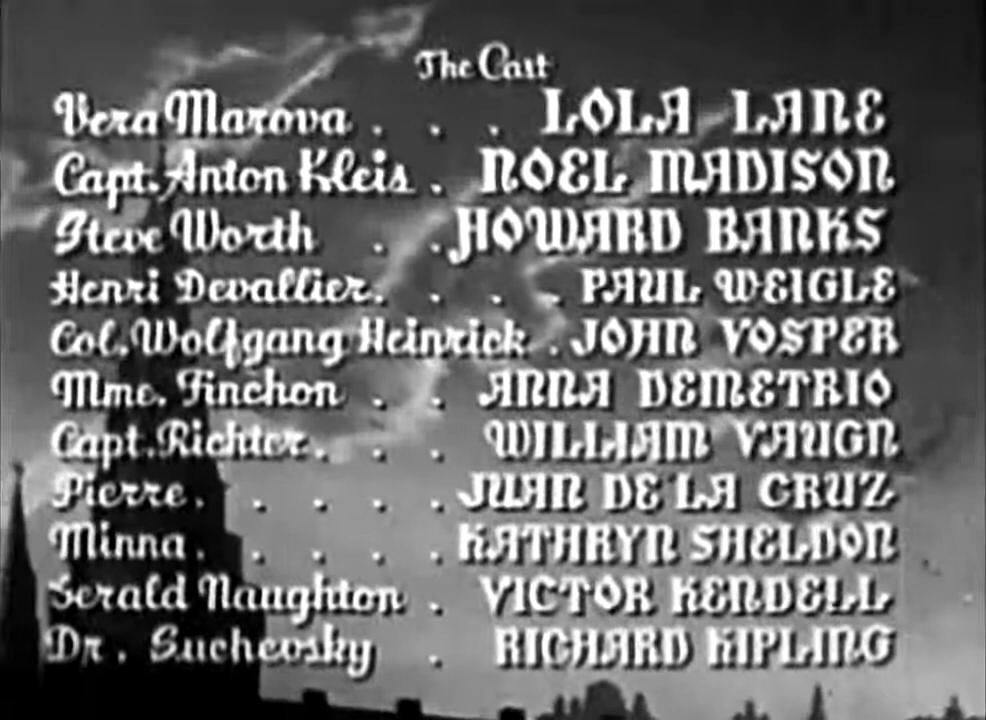 The Cast
Vera Marova . . . LOLA LANE
Capt. Anton Kleis . NOEL MADISON
Steve Worth . . HOWARD BANKS
Henri Devallier. . . . PAUL WEIGLE
Col. Wolfgang Heinrick . JOHN VOSPER
Mme. Finchon . . ANNA DEMETRIO
Capt. Richter. . . WILLIAM VAUGN
Pierre. . . . . JUAN DE LA CRUZ
Minna . . . . . KATHRYN SHELDON
Gerald Naughton . VICTOR KENDELL
Dr. Suchevsky . RICHARD KIPLING